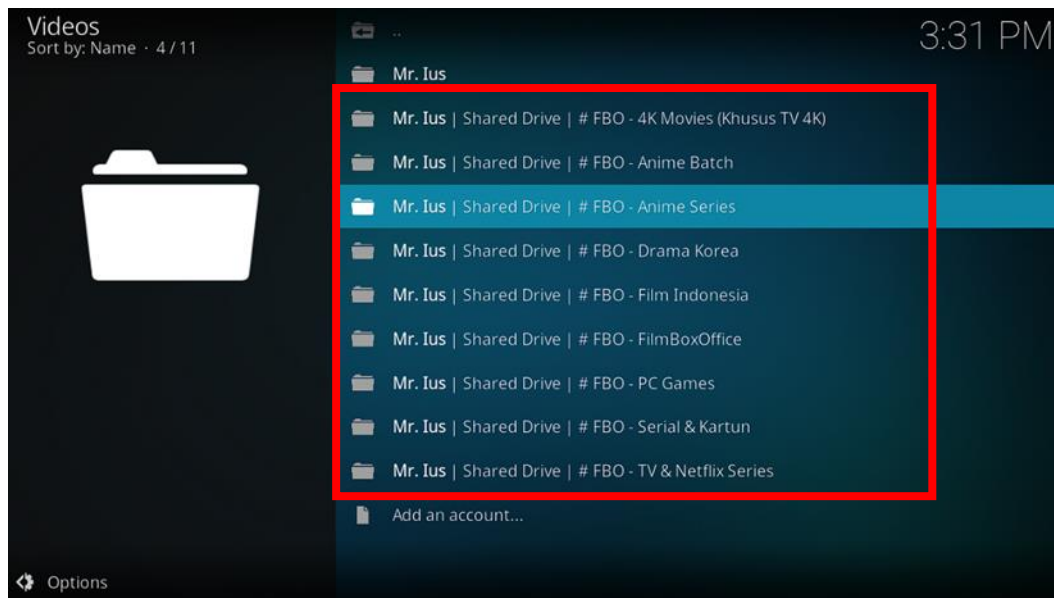 Videos
Sort by: Name · 4 / 11
3:31 PM
..
Mr. Ius
Mr. Ius | Shared Drive | # FBO - 4K Movies (Khusus TV 4K)
Mr. Ius | Shared Drive | # FBO - Anime Batch
Mr. Ius | Shared Drive | # FBO - Anime Series
Mr. Ius | Shared Drive | # FBO - Drama Korea
Mr. Ius | Shared Drive | # FBO - Film Indonesia
Mr. Ius | Shared Drive | # FBO - FilmBoxOffice
Mr. Ius | Shared Drive | # FBO - PC Games
Mr. Ius | Shared Drive | # FBO - Serial & Kartun
Mr. Ius | Shared Drive | # FBO - TV & Netflix Series
Add an account...
Options